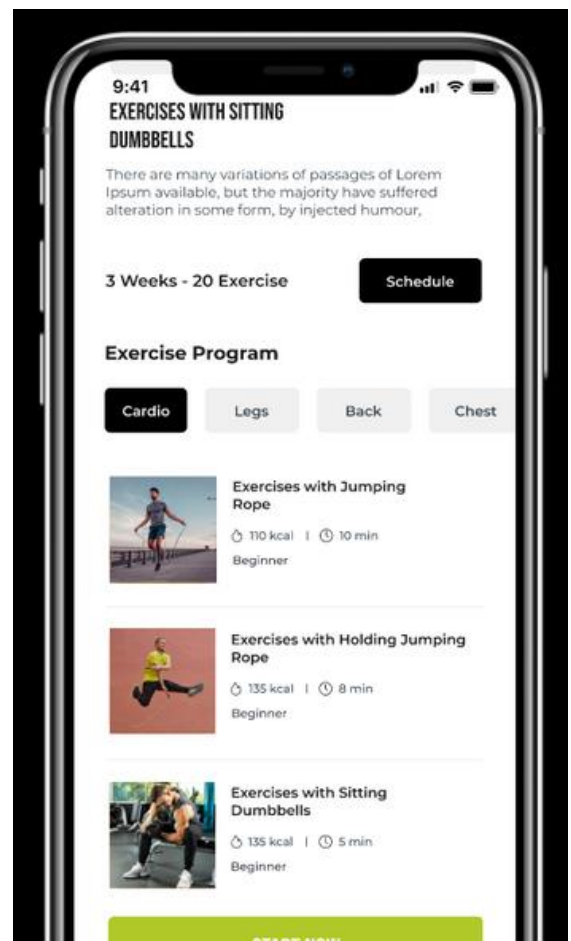 9:41
EXERCISES WITH SITTING
DUMBBELLS
There are many variations of passages of Lorem
Ipsum available, but the majority have suffered
alteration in some form, by injected humour,
3 Weeks - 20 Exercise
Schedule
Exercise Program
Cardio
Legs
Back
Chest
Exercises with Jumping
Rope
110 kcal | 10 min
Beginner
Exercises with Holding Jumping
Rope
135 kcal | 8 min
Beginner
Exercises with Sitting
Dumbbells
135 kcal | 5 min
Beginner
START NOW